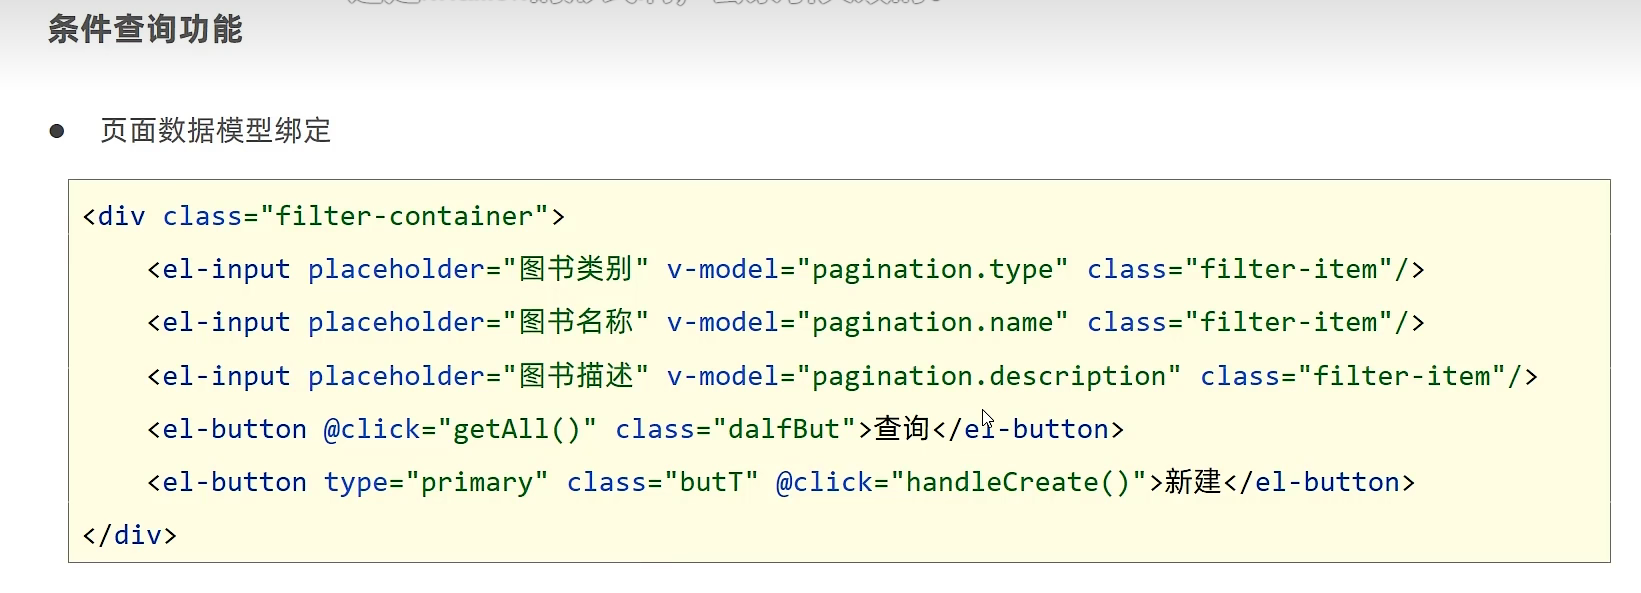 条件查询功能
● 页面数据模型绑定
<div class="filter-container">
<el-input placeholder="图书类别" v-model="pagination.type" class="filter-item"/>
<el-input placeholder="图书名称" v-model="pagination.name" class="filter-item"/>
<el-input placeholder="图书描述" v-model="pagination.description" class="filter-item"/>
<el-button @click="getAll()" class="dalfBut">查询</el-button>
<el-button type="primary" class="butT" @click="handleCreate()">新建</el-button>
</div>